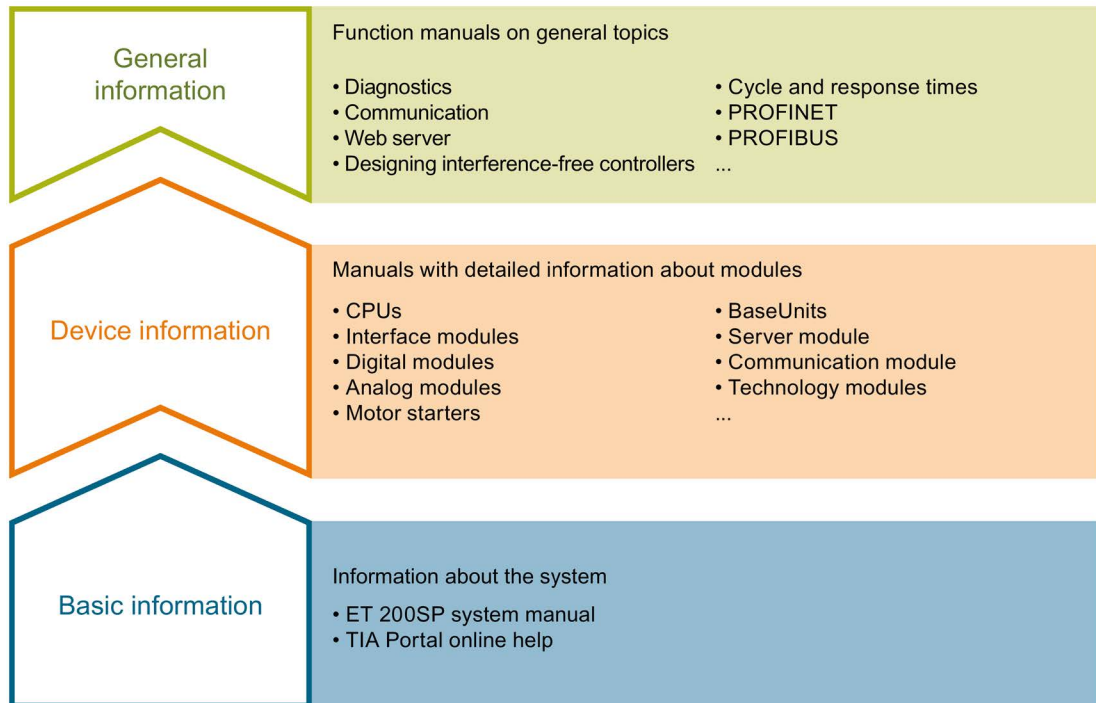 General
information
Function manuals on general topics
• Diagnostics
• Communication
• Web server
• Designing interference-free controllers
• Cycle and response times
• PROFINET
• PROFIBUS
...
Device information
Manuals with detailed information about modules
• CPUs
• Interface modules
• Digital modules
• Analog modules
• Motor starters
• BaseUnits
• Server module
• Communication module
• Technology modules
...
Basic information
Information about the system
• ET 200SP system manual
• TIA Portal online help